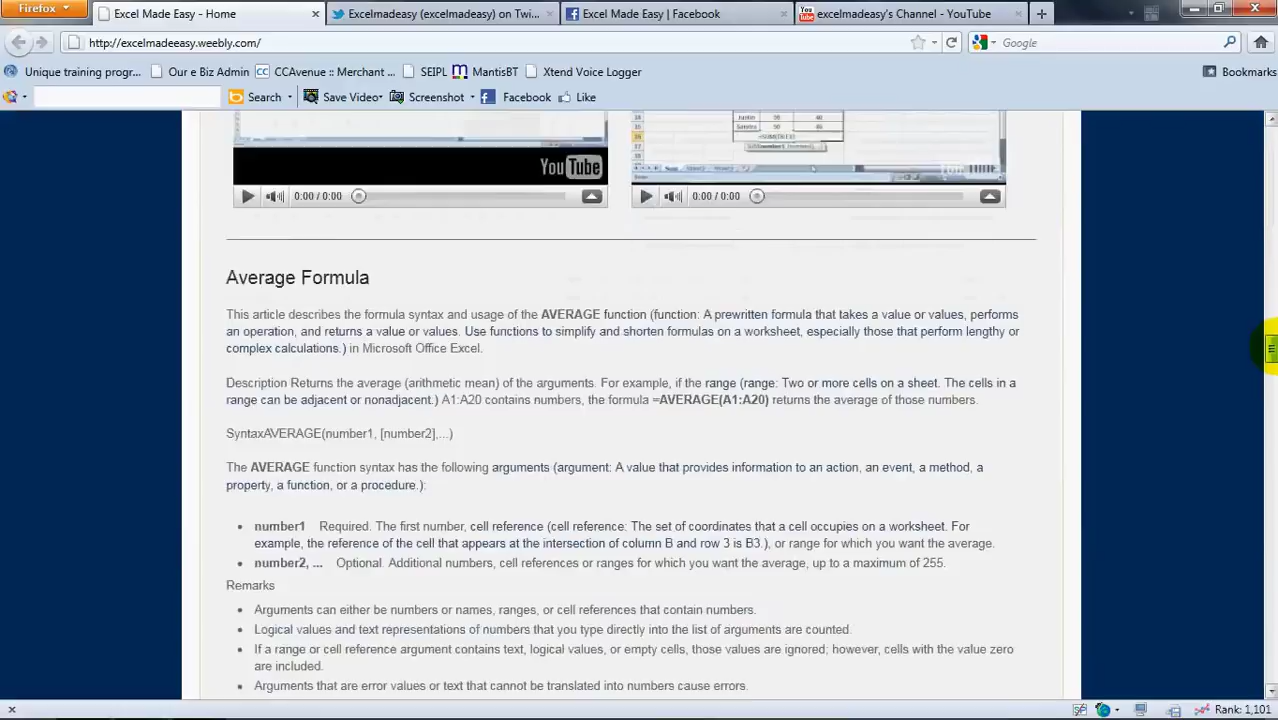 Firefox
Excel Made Easy - Home
Excelmadeasy (excelmadeasy) on Twi...
Excel Made Easy | Facebook
excelmadeasy's Channel - YouTube
http://excelmadeeasy.weebly.com/
Google
Unique training progr...
Our e Biz Admin
CC CCAvenue :: Merchant ...
SEIPL
MantisBT
Xtend Voice Logger
Bookmarks
Search
Save Video
Screenshot
Facebook
Like
Justin 90
Sandra 90
YouTube
0:00 / 0:00
0:00 / 0:00
Average Formula
This article describes the formula syntax and usage of the AVERAGE function (function: A prewritten formula that takes a value or values, performs
an operation, and returns a value or values. Use functions to simplify and shorten formulas on a worksheet, especially those that perform lengthy or
complex calculations.) in Microsoft Office Excel.
Description Returns the average (arithmetic mean) of the arguments. For example, if the range (range: Two or more cells on a sheet. The cells in a
range can be adjacent or nonadjacent.) A1:A20 contains numbers, the formula =AVERAGE(A1:A20) returns the average of those numbers.
SyntaxAVERAGE(number1, [number2],...)
The AVERAGE function syntax has the following arguments (argument: A value that provides information to an action, an event, a method, a
property, a function, or a procedure.):
• number1 Required. The first number, cell reference (cell reference: The set of coordinates that a cell occupies on a worksheet. For
example, the reference of the cell that appears at the intersection of column B and row 3 is B3.), or range for which you want the average.
• number2, ... Optional. Additional numbers, cell references or ranges for which you want the average, up to a maximum of 255.
Remarks
• Arguments can either be numbers or names, ranges, or cell references that contain numbers.
• Logical values and text representations of numbers that you type directly into the list of arguments are counted.
• If a range or cell reference argument contains text, logical values, or empty cells, those values are ignored; however, cells with the value zero
are included.
• Arguments that are error values or text that cannot be translated into numbers cause errors.
Rank: 1,101